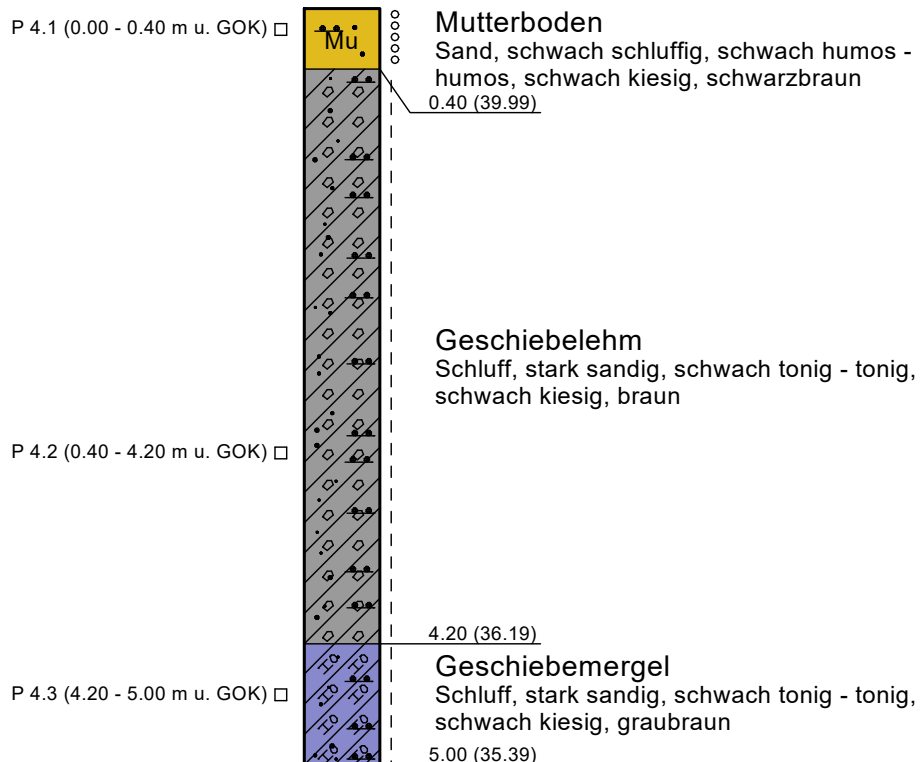 P 4.1 (0.00 - 0.40 m u. GOK)
Mu
Mutterboden
Sand, schwach schluffig, schwach humos -
humos, schwach kiesig, schwarzbraun
0.40 (39.99)
Geschiebelehm
Schluff, stark sandig, schwach tonig - tonig,
schwach kiesig, braun
P 4.2 (0.40 - 4.20 m u. GOK)
4.20 (36.19)
Geschiebemergel
Schluff, stark sandig, schwach tonig - tonig,
schwach kiesig, graubraun
P 4.3 (4.20 - 5.00 m u. GOK)
5.00 (35.39)